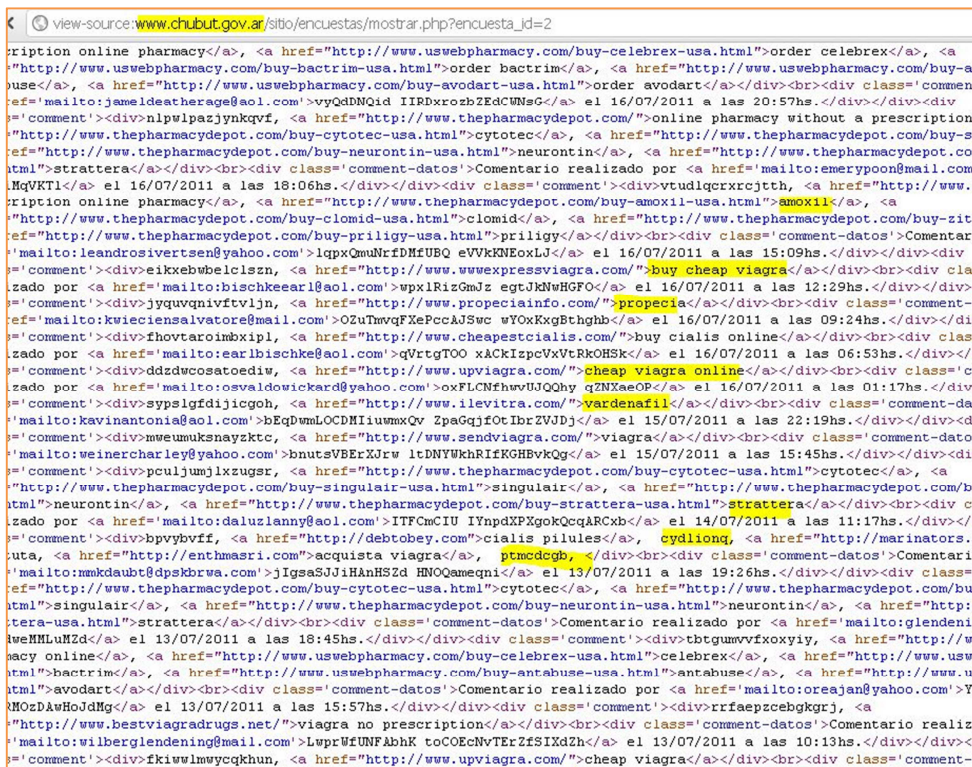 view-source:www.chubut.gov.ar/sitio/encuestas/mostrar.php?encuesta_id=2
cription online pharmacy</a>, <a href="http://www.uswebpharmacy.com/buy-celebrex-usa.html">order celebrex</a>, <a
="http://www.uswebpharmacy.com/buy-bactrim-usa.html">order bactrim</a>, <a href="http://www.uswebpharmacy.com/buy-a
ouse</a>, <a href="http://www.uswebpharmacy.com/buy-avodart-usa.html">order avodart</a></div><br><div class='commen
ref='mailto:jameldeatherage@aol.com'>vyQdDNQid IIRDxrozbZEdCWNsG</a> el 16/07/2011 a las 20:57hs.</div></div><div
s='comment'><div>nlpwlpazjynkqvf, <a href="http://www.thepharmacydepot.com/">online pharmacy without a prescription
="http://www.thepharmacydepot.com/buy-cytotec-usa.html">cytotec</a>, <a href="http://www.thepharmacydepot.com/buy-s
ref="http://www.thepharmacydepot.com/buy-neurontin-usa.html">neurontin</a>, <a href="http://www.thepharmacydepot.co
html">strattera</a></div><br><div class='comment-datos'>Comentario realizado por <a href='mailto:emerypoon@mail.com
LMqVKTl</a> el 16/07/2011 a las 18:06hs.</div></div><div class='comment'><div>vtudlqcrxrcjtth, <a href="http://www.
cription online pharmacy</a>, <a href="http://www.thepharmacydepot.com/buy-amoxil-usa.html">amoxil</a>, <a
="http://www.thepharmacydepot.com/buy-clomid-usa.html">clomid</a>, <a href="http://www.thepharmacydepot.com/buy-zit
ref="http://www.thepharmacydepot.com/buy-priligy-usa.html">priligy</a></div><br><div class='comment-datos'>Comentar
='mailto:leandrosivertsen@yahoo.com'>lqpxQmuNrfDMfUBQ eVVkKNEoxLJ</a> el 16/07/2011 a las 15:09hs.</div></div><div
s='comment'><div>eikxebwbelclszn, <a href="http://www.wwwexpressviagra.com/">buy cheap viagra</a></div><br><div cla
izado por <a href='mailto:bischkeearl@aol.com'>wpxlRizGmJz egtJkNwHGFO</a> el 16/07/2011 a las 12:29hs.</div></div>
s='comment'><div>jyquvqnivftvljn, <a href="http://www.propeciainfo.com/">propecia</a></div><br><div class='comment-
ref='mailto:kwieciensalvatore@mail.com'>OZuTmvqFXePccAJSwc wYOxKxgBthghb</a> el 16/07/2011 a las 09:24hs.</div></di
s='comment'><div>fhovtaroimbxipl, <a href="http://www.cheapestcialis.com/">buy cialis online</a></div><br><div clas
izado por <a href='mailto:earlbischke@aol.com'>qVrtgTOO xACkIzpcVxVtRkOHSk</a> el 16/07/2011 a las 06:53hs.</div></
s='comment'><div>ddzdwcosatoediw, <a href="http://www.upviagra.com/">cheap viagra online</a></div><br><div class='c
izado por <a href='mailto:osvaldowickard@yahoo.com'>oxFLCNfhwvUJQQhy qZNXaeOP</a> el 16/07/2011 a las 01:17hs.</div
s='comment'><div>sypslgfdijicgoh, <a href="http://www.ilevitra.com/">vardenafil</a></div><br><div class='comment-da
='mailto:kavinantonia@aol.com'>bEqDwmLOCDMIiuwmxQv ZpaGqjfOtIbrZVJDj</a> el 15/07/2011 a las 22:19hs.</div></div><d
s='comment'><div>mweumuksnayzktc, <a href="http://www.sendviagra.com/">viagra</a></div><br><div class='comment-dato
='mailto:weinercharley@yahoo.com'>bnutsVBErXJrw ltDNYWkhRIfKGHBvkQg</a> el 15/07/2011 a las 15:45hs.</div></div><di
s='comment'><div>pculjumjlxzugsr, <a href="http://www.thepharmacydepot.com/buy-cytotec-usa.html">cytotec</a>, <a
="http://www.thepharmacydepot.com/buy-singulair-usa.html">singulair</a>, <a href="http://www.thepharmacydepot.com/b
html">neurontin</a>, <a href="http://www.thepharmacydepot.com/buy-strattera-usa.html">strattera</a></div><br><div c
izado por <a href='mailto:daluzlanny@aol.com'>ITFCmCIU IYnpdXPXgokQcqARCxb</a> el 14/07/2011 a las 11:17hs.</div></
s='comment'><div>bpvybvff, <a href="http://debtobey.com">cialis pilules</a>, cydlionq, <a href="http://marinators.
zuta, <a href="http://enthmasri.com">acquista viagra</a>, ptmcdcgb, </div><br><div class='comment-datos'>Comentari
='mailto:mmkdaubt@dpskbrwa.com'>jIgsaSJJiHAnHSZd HNOQameqni</a> el 13/07/2011 a las 19:26hs.</div></div><div class=
ref="http://www.thepharmacydepot.com/buy-cytotec-usa.html">cytotec</a>, <a href="http://www.thepharmacydepot.com/bu
html">singulair</a>, <a href="http://www.thepharmacydepot.com/buy-neurontin-usa.html">neurontin</a>, <a href="http:
ttera-usa.html">strattera</a></div><br><div class='comment-datos'>Comentario realizado por <a href='mailto:glendeni
dweMMLuMZd</a> el 13/07/2011 a las 18:45hs.</div></div><div class='comment'><div>tbtgumvvfxoxyiy, <a href="http://w
macy online</a>, <a href="http://www.uswebpharmacy.com/buy-celebrex-usa.html">celebrex</a>, <a href="http://www.usw
html">bactrim</a>, <a href="http://www.uswebpharmacy.com/buy-antabuse-usa.html">antabuse</a>, <a href="http://www.u
html">avodart</a></div><br><div class='comment-datos'>Comentario realizado por <a href='mailto:oreajan@yahoo.com'>Y
RMOzDAwHoJdMg</a> el 13/07/2011 a las 15:57hs.</div></div><div class='comment'><div>rrfaepzcebgkgrj, <a
="http://www.bestviagradrugs.net/">viagra no prescription</a></div><br><div class='comment-datos'>Comentario realiz
='mailto:wilberglendening@mail.com'>LwprWfUNFAbhK toCOEcNvTErZfSIXdZh</a> el 13/07/2011 a las 10:13hs.</div></div><
s='comment'><div>fkiwwlmwycqkhun, <a href="http://www.upviagra.com/">cheap viagra</a></div><br><div class='comment-